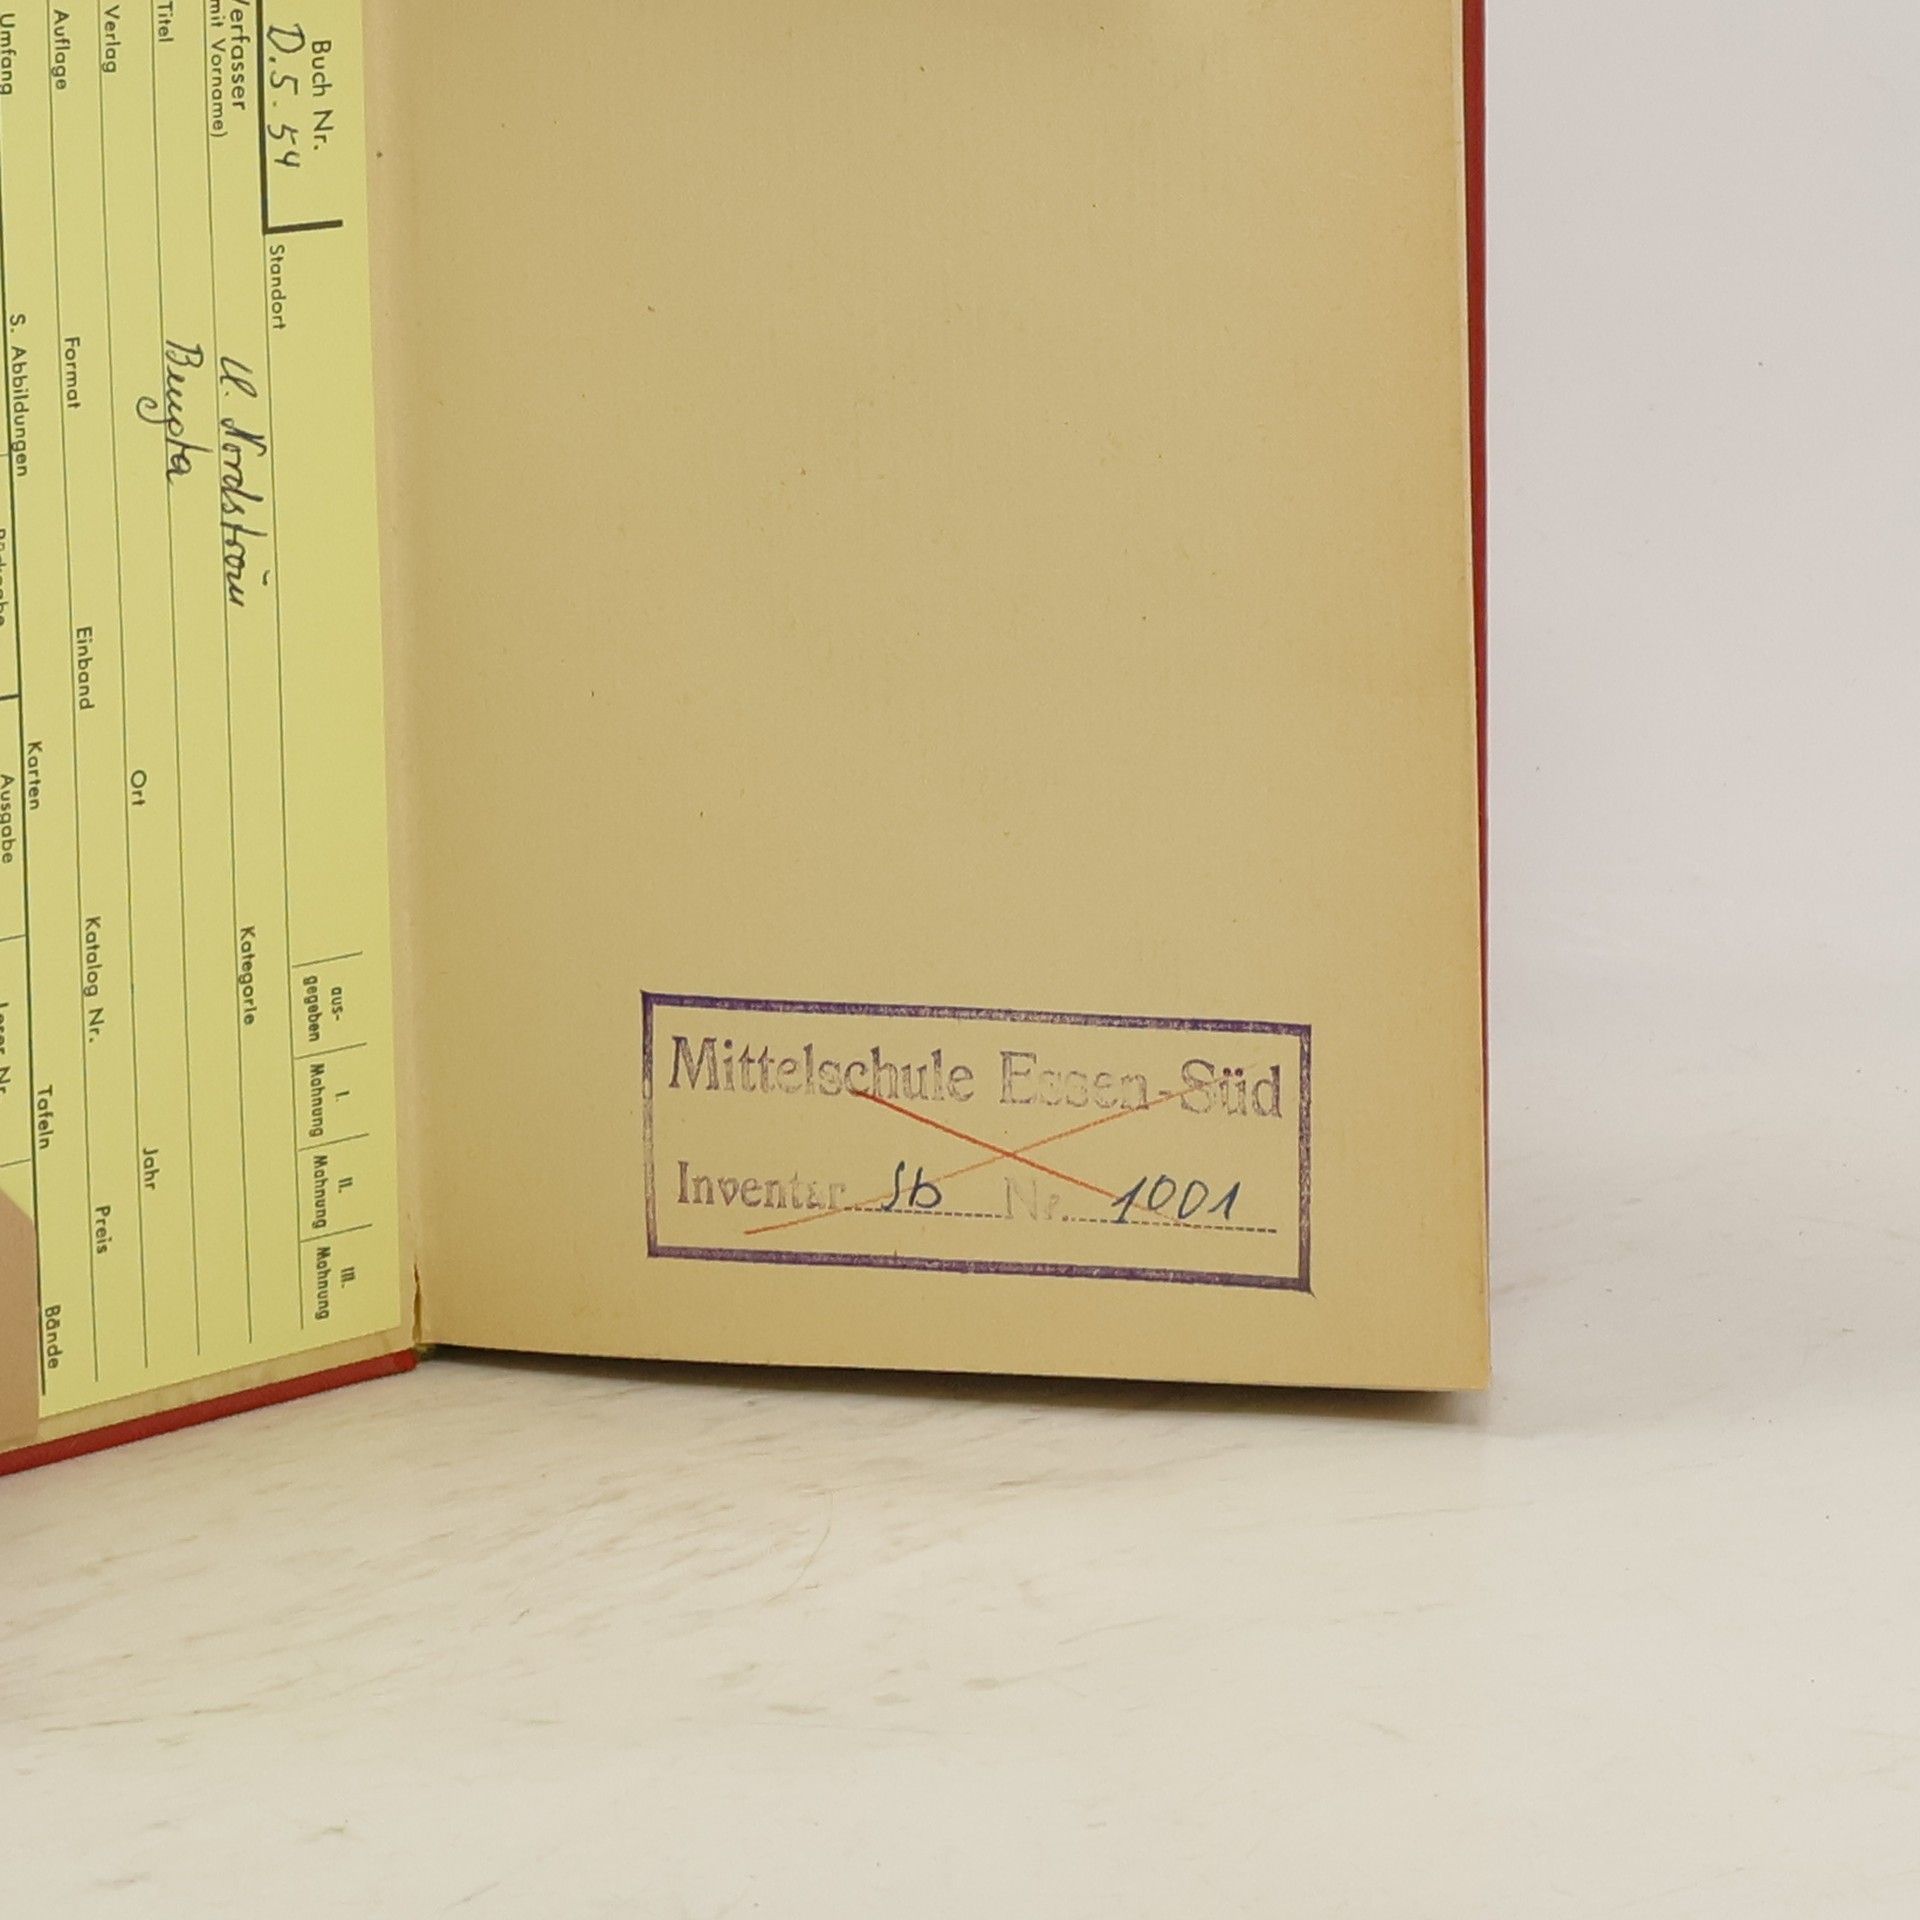 Buch Nr.
D.5.54
Standort
aus-
gegeben
I.
Mahnung
II.
Mahnung
III.
Mahnung
Verfasser
mit Vorname)
U. Nordström
Kategorie
Titel
Bengta
Verlag
Ort
Jahr
Auflage
Format
Einband
Katalog Nr.
Preis
Umfang
S. Abbildungen
Karten
Tafeln
Bände
Ausgabe
Mittelschule Essen-Süd
Inventar Sb Nr. 1001